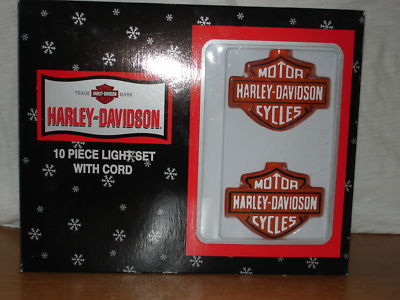 TRADE MARK
HARLEY-DAVIDSON
10 PIECE LIGHT SET
WITH CORD
MOTOR
HARLEY-DAVIDSON
CYCLES
MOTOR
HARLEY-DAVIDSON
CYCLES